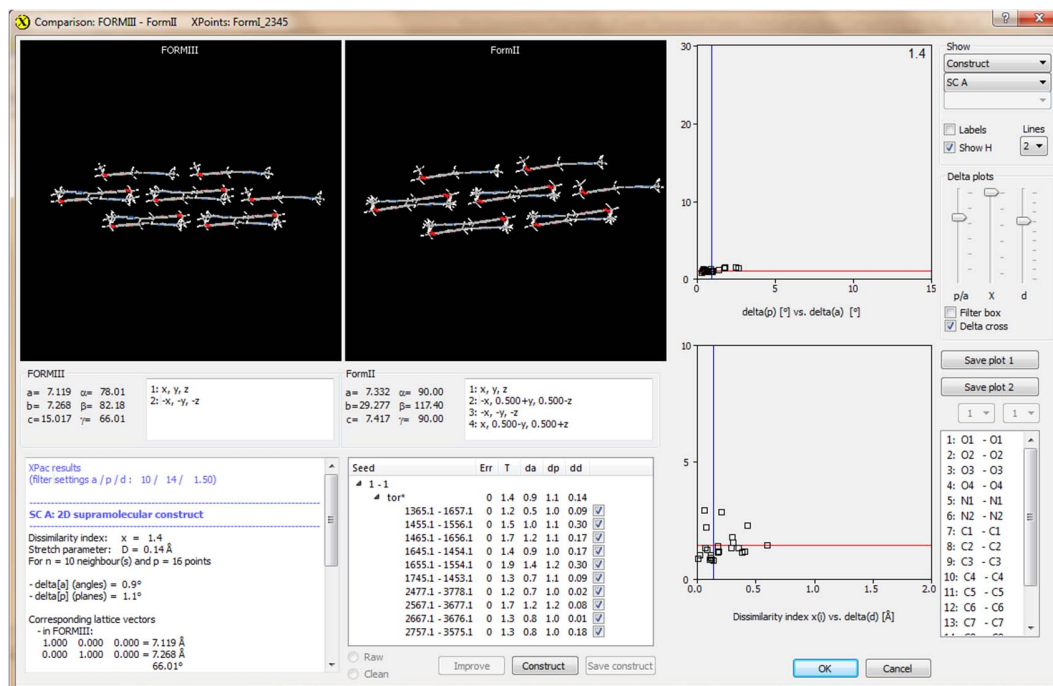 Comparison: FORMIII - FormII XPoints: FormI_2345
FORMIII
FormII
30
20
10
0
0
5
10
15
1.4
delta(p) [°] vs. delta(a) [°]
10
5
0
0
0.5
1.0
1.5
2.0
Dissimilarity index x(i) vs. delta(d) [Å]
Show
Construct
SC A
Labels
Lines
Show H
2
Delta plots
p/a X d
Filter box
Delta cross
Save plot 1
Save plot 2
1 1
1: O1 - O1
2: O2 - O2
3: O3 - O3
4: O4 - O4
5: N1 - N1
6: N2 - N2
7: C1 - C1
8: C2 - C2
9: C3 - C3
10: C4 - C4
11: C5 - C5
12: C6 - C6
13: C7 - C7
FORMIII
a= 7.119 α= 78.01
b= 7.268 β= 82.18
c=15.017 γ= 66.01
1: x, y, z
2: -x, -y, -z
FormII
a= 7.332 α= 90.00
b=29.277 β=117.40
c= 7.417 γ= 90.00
1: x, y, z
2: -x, 0.500+y, 0.500-z
3: -x, -y, -z
4: x, 0.500-y, 0.500+z
XPac results
(filter settings a / p / d : 10 / 14 / 1.50)
SC A: 2D supramolecular construct
Dissimilarity index: x = 1.4
Stretch parameter: D = 0.14 Å
For n = 10 neighbour(s) and p = 16 points
- delta[a] (angles) = 0.9°
- delta[p] (planes) = 1.1°
Corresponding lattice vectors
- in FORMIII:
1.000 0.000 0.000 = 7.119 Å
0.000 1.000 0.000 = 7.268 Å
66.01°
Seed Err T da dp dd
1 - 1
tor* 0 1.4 0.9 1.1 0.14
1365.1 - 1657.1 0 1.2 0.5 1.0 0.09
1455.1 - 1556.1 0 1.5 1.0 1.1 0.30
1465.1 - 1656.1 0 1.7 1.2 1.1 0.17
1645.1 - 1454.1 0 1.4 0.9 1.0 0.17
1655.1 - 1554.1 0 1.9 1.4 1.2 0.30
1745.1 - 1453.1 0 1.3 0.7 1.1 0.09
2477.1 - 3778.1 0 1.2 0.7 1.0 0.02
2567.1 - 3677.1 0 1.7 1.2 1.2 0.08
2667.1 - 3676.1 0 1.3 0.8 1.0 0.01
2757.1 - 3575.1 0 1.3 0.8 1.0 0.18
Raw
Clean
Improve
Construct
Save construct
OK
Cancel